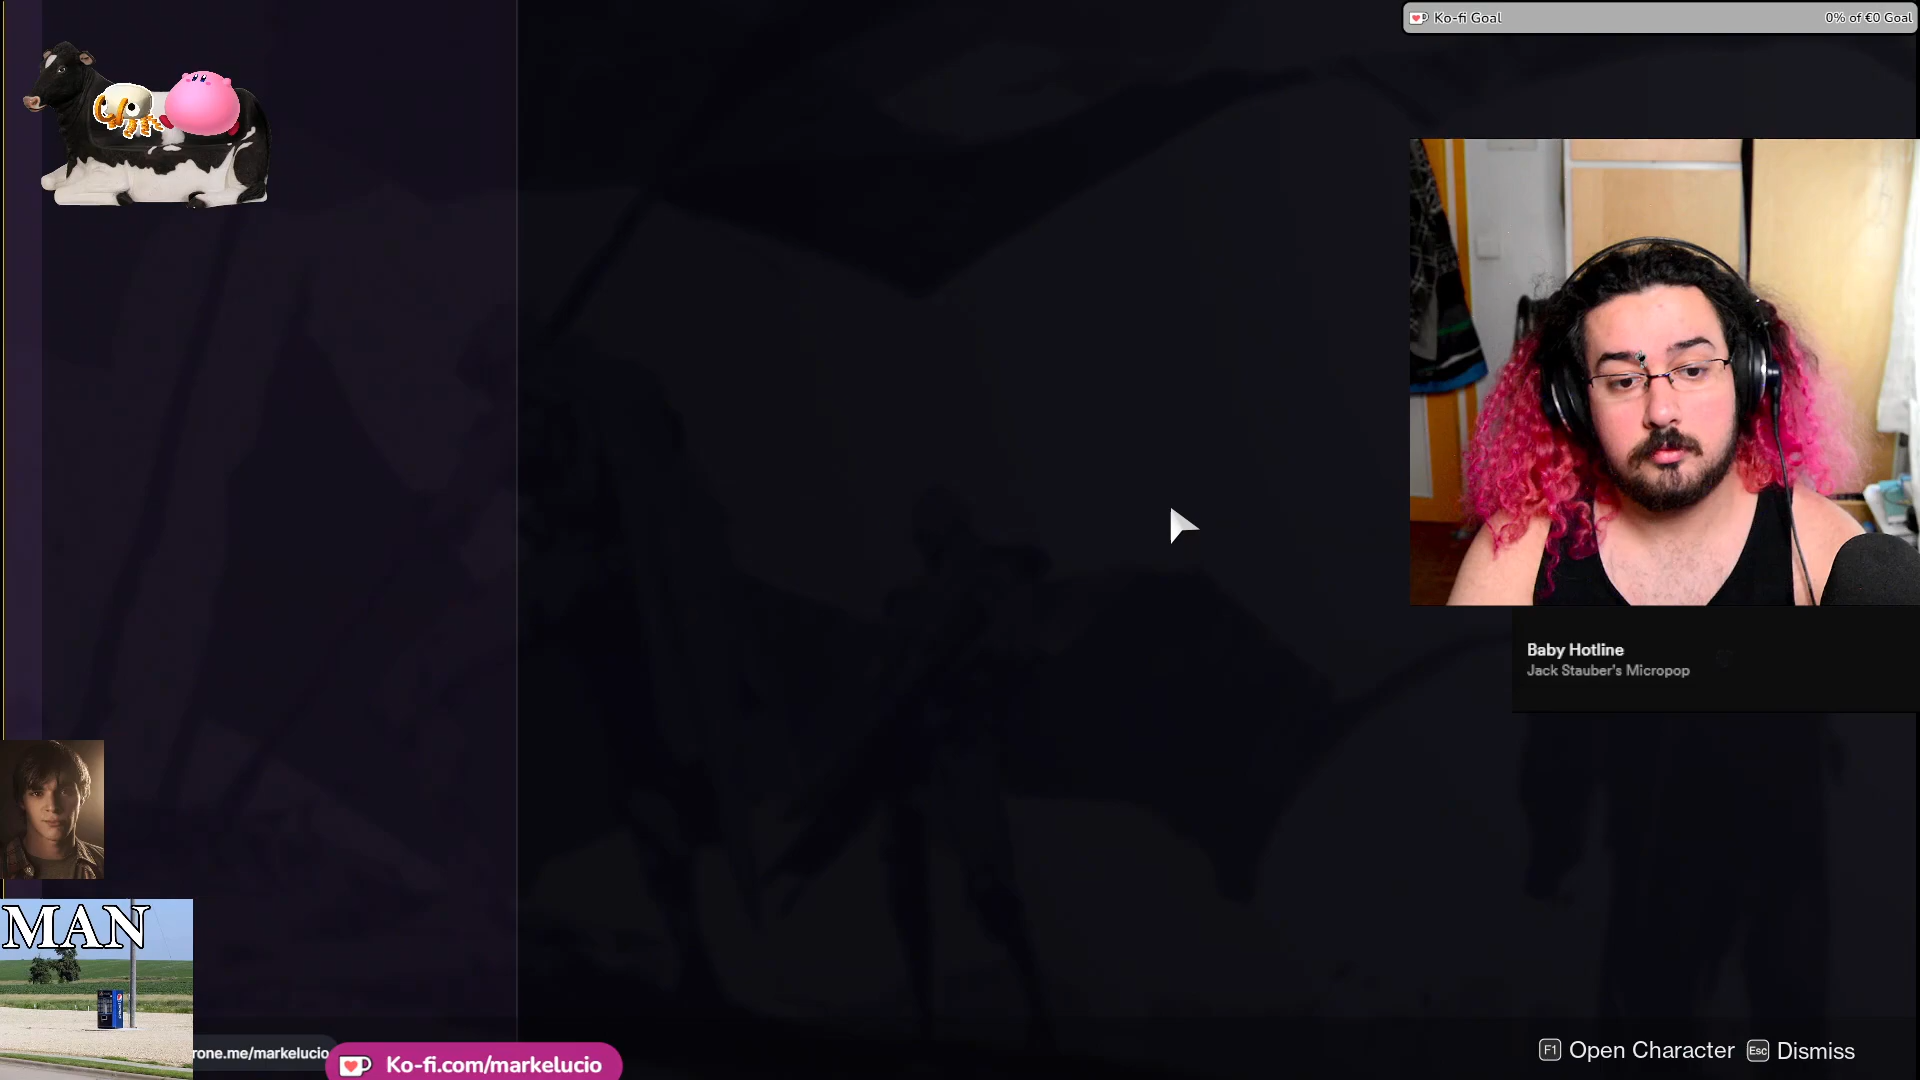 Ko-fi Goal
0% of €0 Goal
Baby Hotline
Jack Stauber's Micropop
MAN
rone.me/markelucio
Ko-fi.com/markelucio
F1 Open Character Esc Dismiss